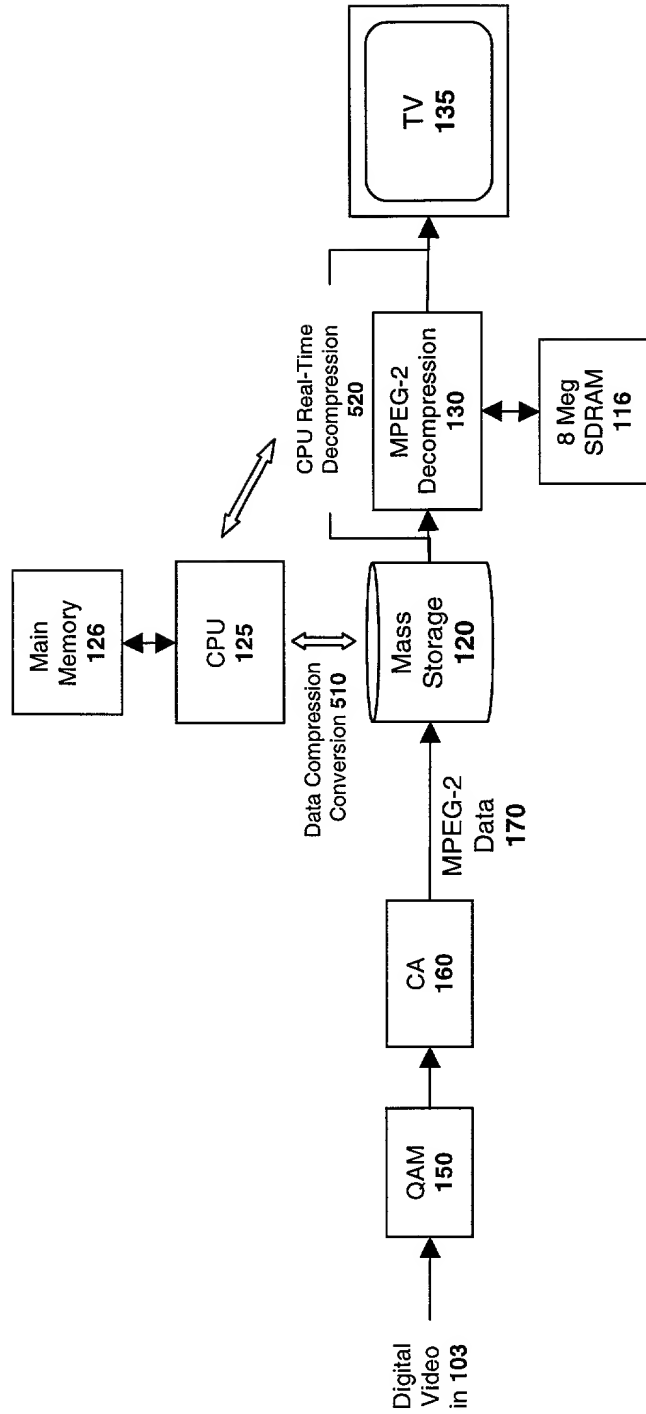 Digital
Video
in 103
QAM
150
CA
160
MPEG-2
Data
170
Mass
Storage
120
Data Compression
Conversion 510
CPU
125
Main
Memory
126
CPU Real-Time
Decompression
520
MPEG-2
Decompression
130
8 Meg
SDRAM
116
TV
135